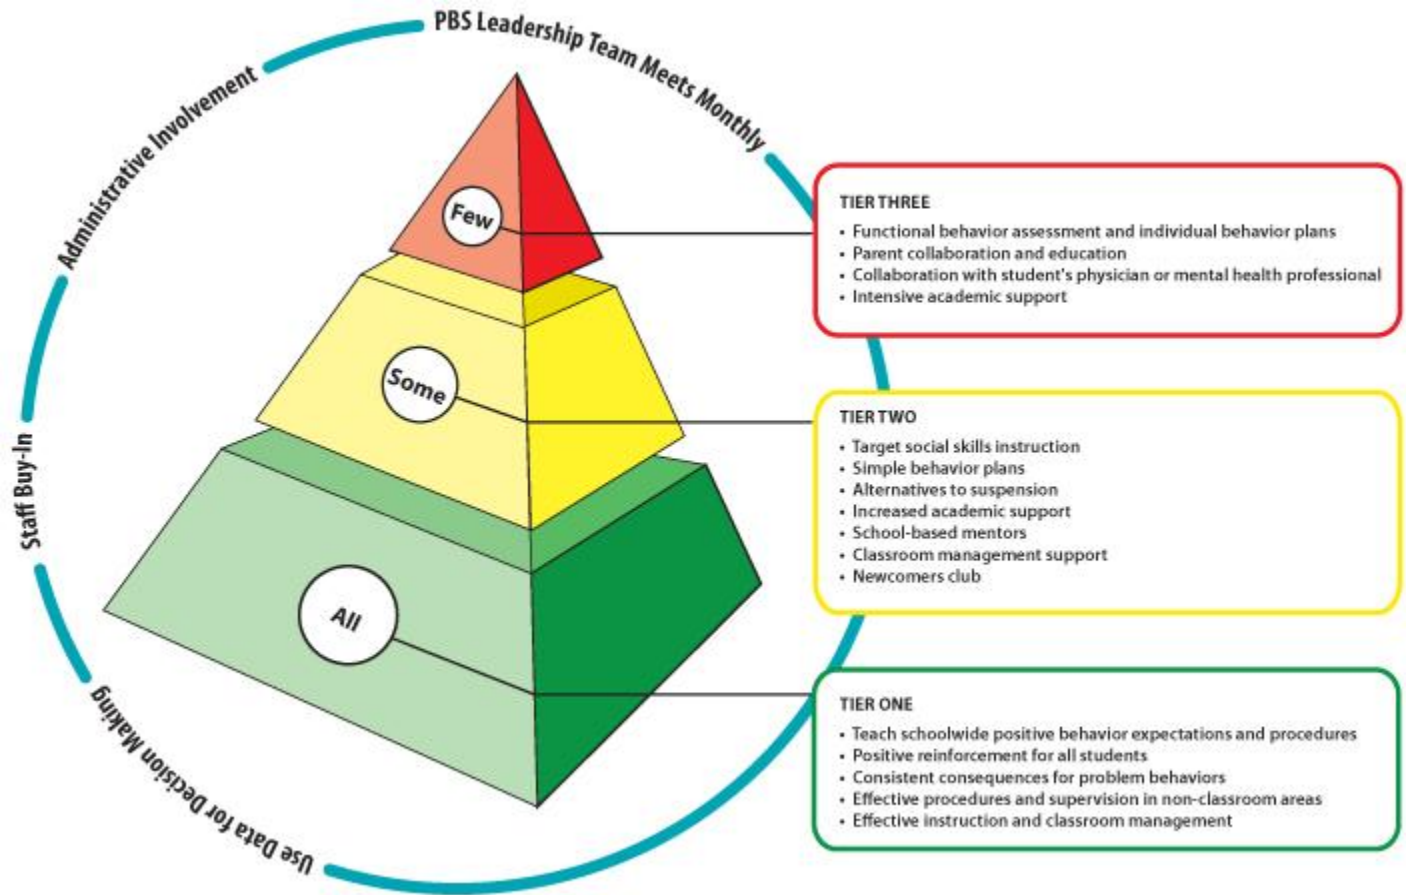 PBS Leadership Team Meets Monthly
Administrative Involvement
Staff Buy-In
Use Data for Decision Making
Few
Some
All
TIER THREE
• Functional behavior assessment and individual behavior plans
• Parent collaboration and education
• Collaboration with student's physician or mental health professional
• Intensive academic support
TIER TWO
• Target social skills instruction
• Simple behavior plans
• Alternatives to suspension
• Increased academic support
• School-based mentors
• Classroom management support
• Newcomers club
TIER ONE
• Teach schoolwide positive behavior expectations and procedures
• Positive reinforcement for all students
• Consistent consequences for problem behaviors
• Effective procedures and supervision in non-classroom areas
• Effective instruction and classroom management